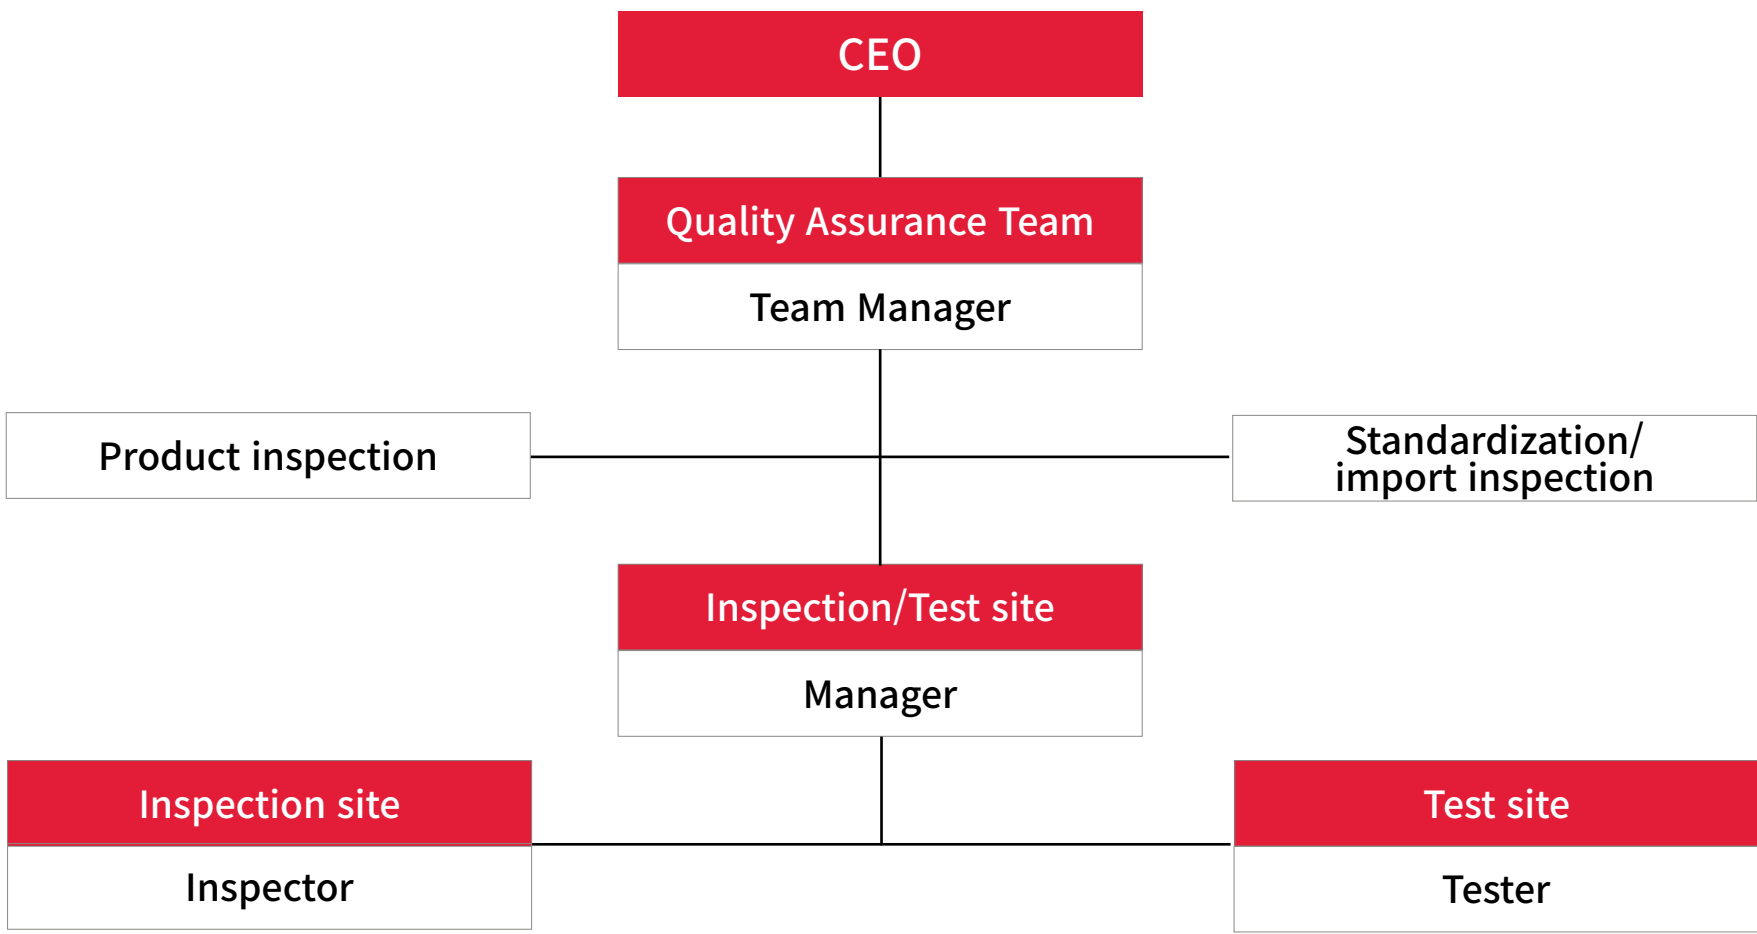 CEO
Quality Assurance Team
Team Manager
Product inspection
Standardization/
import inspection
Inspection/Test site
Manager
Inspection site
Inspector
Test site
Tester